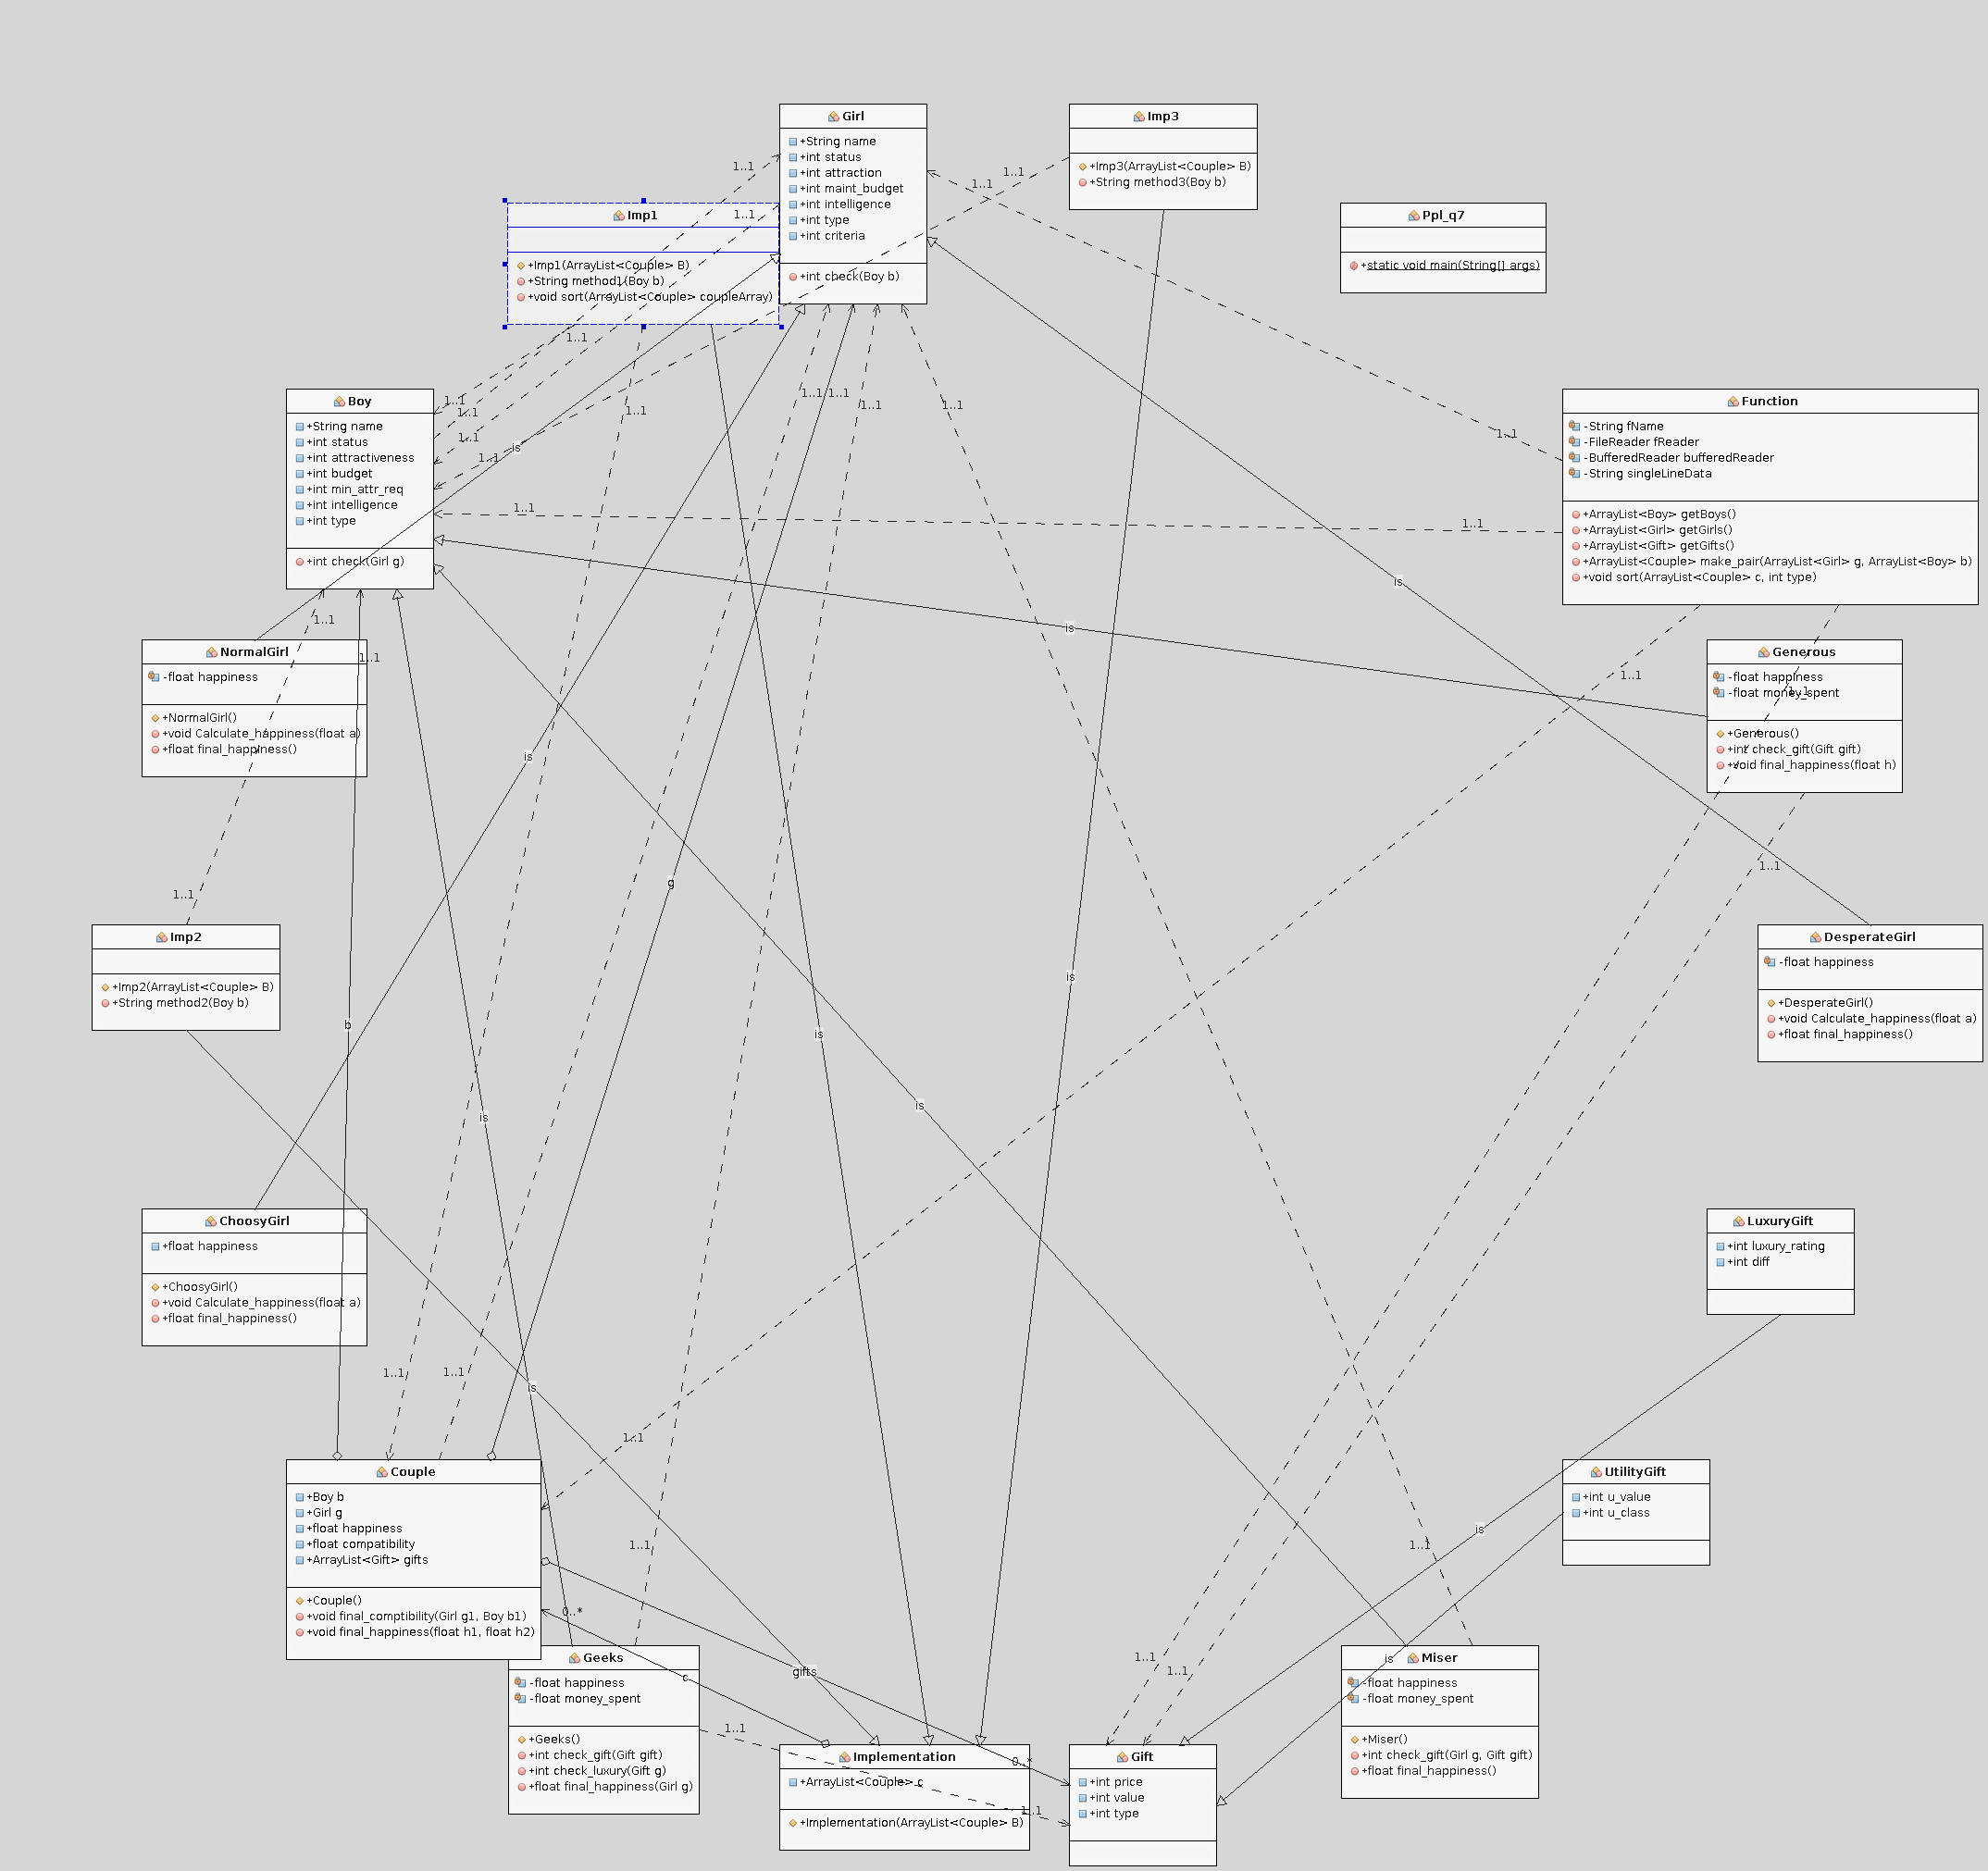 Girl
+String name
+int status
+int attraction
+int maint_budget
+int intelligence
+int type
+int criteria
+int check(Boy b)
Imp3
+Imp3(ArrayList<Couple> B)
+String method3(Boy b)
Imp1
+Imp1(ArrayList<Couple> B)
+String method1(Boy b)
+void sort(ArrayList<Couple> coupleArray)
Ppl_q7
+static void main(String[] args)
1..1
1..1
1..1
1..1
1..1
Boy
+String name
+int status
+int attractiveness
+int budget
+int min_attr_req
+int intelligence
+int type
+int check(Girl g)
1..1
1..1
1..1
1..1
is
1..1
1..1
1..1
1..1
1..1
1..1
Function
-String fName
-FileReader fReader
-BufferedReader bufferedReader
-String singleLineData
+ArrayList<Boy> getBoys()
+ArrayList<Girl> getGirls()
+ArrayList<Gift> getGifts()
+ArrayList<Couple> make_pair(ArrayList<Girl> g, ArrayList<Boy> b)
+void sort(ArrayList<Couple> c, int type)
1..1
1..1
is
is
1..1
1..1
NormalGirl
-float happiness
+NormalGirl()
+void Calculate_happiness(float a)
+float final_happiness()
1..1
Generous
-float happiness
-float money_spent
+Generous()
+int check_gift(Gift gift)
+void final_happiness(float h)
1..1
is
g
1..1
1..1
Imp2
+Imp2(ArrayList<Couple> B)
+String method2(Boy b)
DesperateGirl
-float happiness
+DesperateGirl()
+void Calculate_happiness(float a)
+float final_happiness()
is
b
is
is
is
ChoosyGirl
+float happiness
+ChoosyGirl()
+void Calculate_happiness(float a)
+float final_happiness()
LuxuryGift
+int luxury_rating
+int diff
1..1
1..1
is
1..1
Couple
+Boy b
+Girl g
+float happiness
+float compatibility
+ArrayList<Gift> gifts
+Couple()
+void final_comptibility(Girl g1, Boy b1)
+void final_happiness(float h1, float h2)
UtilityGift
+int u_value
+int u_class
is
1..1
1..1
0..*
Geeks
-float happiness
-float money_spent
+Geeks()
+int check_gift(Gift gift)
+int check_luxury(Gift g)
+float final_happiness(Girl g)
c
gifts
1..1
1..1
1..1
is
Miser
-float happiness
-float money_spent
+Miser()
+int check_gift(Girl g, Gift gift)
+float final_happiness()
Implementation
+ArrayList<Couple> c
+Implementation(ArrayList<Couple> B)
0..*
1..1
Gift
+int price
+int value
+int type